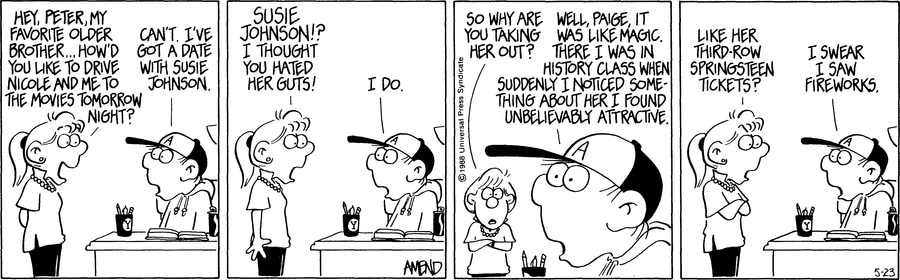 HEY, PETER, MY
FAVORITE OLDER
BROTHER... HOW'D
YOU LIKE TO DRIVE
NICOLE AND ME TO
THE MOVIES TOMORROW
NIGHT?
CAN'T. I'VE
GOT A DATE
WITH SUSIE
JOHNSON.
A
Y
SUSIE
JOHNSON!?
I THOUGHT
YOU HATED
HER GUTS!
I DO.
A
Y
AMEND
© 1988 Universal Press Syndicate
SO WHY ARE
YOU TAKING
HER OUT?
WELL, PAIGE, IT
WAS LIKE MAGIC.
THERE I WAS IN
HISTORY CLASS WHEN
SUDDENLY I NOTICED SOME-
THING ABOUT HER I FOUND
UNBELIEVABLY ATTRACTIVE.
A
LIKE HER
THIRD-ROW
SPRINGSTEEN
TICKETS?
I SWEAR
I SAW
FIREWORKS.
A
Y
5-23